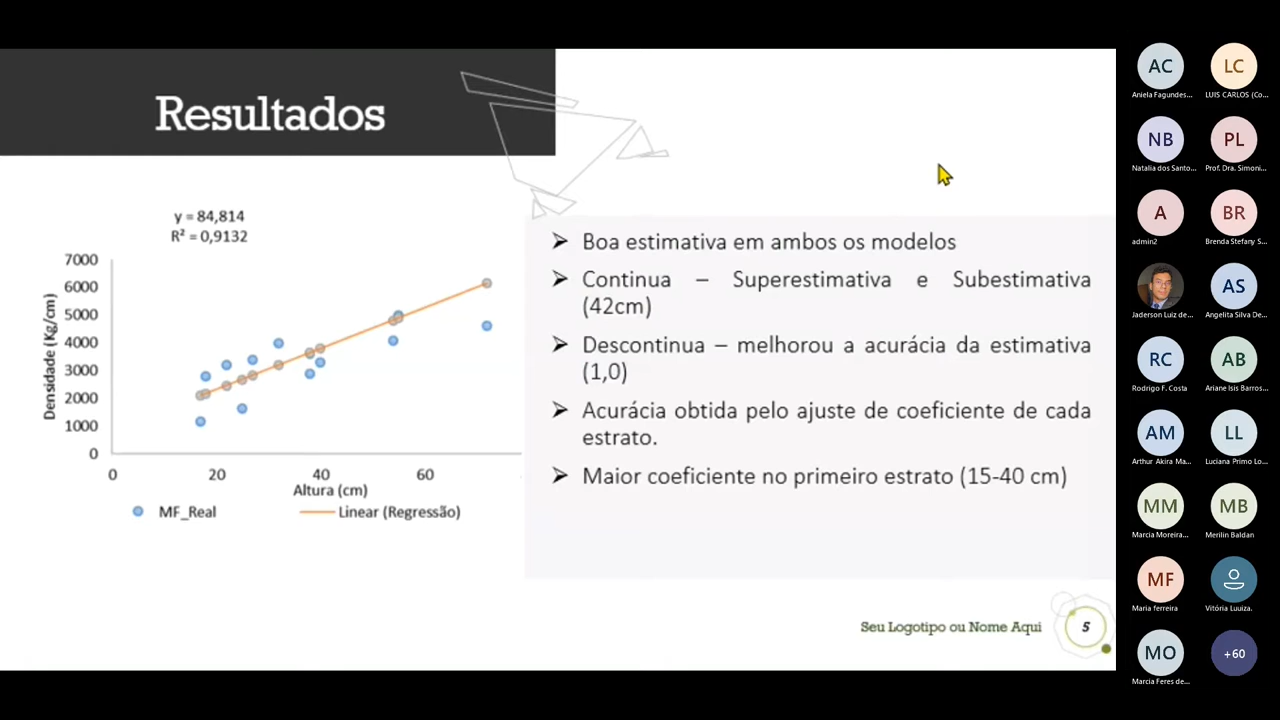 Resultados
y = 84,814
R² = 0,9132
7000
6000
5000
4000
3000
2000
1000
0
Densidade (Kg/cm)
0 20 40 60
Altura (cm)
MF_Real Linear (Regressão)
➢ Boa estimativa em ambos os modelos
➢ Continua – Superestimativa e Subestimativa
(42cm)
➢ Descontinua – melhorou a acurácia da estimativa
(1,0)
➢ Acurácia obtida pelo ajuste de coeficiente de cada
estrato.
➢ Maior coeficiente no primeiro estrato (15-40 cm)
Seu Logotipo ou Nome Aqui 5
AC LC
Aniela Fagundes... LUIS CARLOS (Co...
NB PL
Natalia dos Santo... Prof. Dra. Simoni...
A BR
admin2 Brenda Stefany S...
AS
Jaderson Luiz de... Angelita Silva De...
RC AB
Rodrigo F. Costa Ariane Isis Barros...
AM LL
Arthur Akira Ma... Luciana Primo Lo...
MM MB
Marcia Moreira... Merilin Baldan
MF
Maria ferreira Vitória Luuiza.
MO +60
Marcia Feres de...